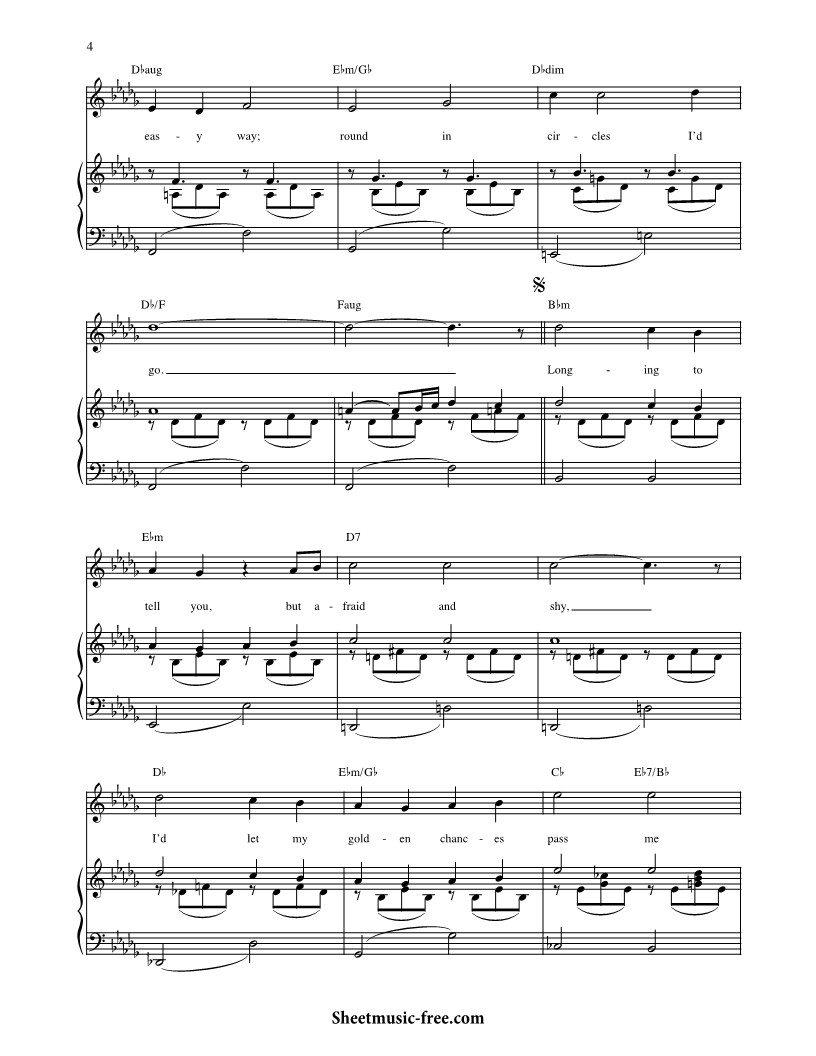 4
D♭aug E♭m/G♭ D♭dim
eas - y way; round in cir - cles I'd
D♭/F Faug B♭m
go. Long - ing to
E♭m D7
tell you, but a - fraid and shy,
D♭ E♭m/G♭ C♭ E♭7/B♭
I'd let my gold - en chanc - es pass me
Sheetmusic-free.com